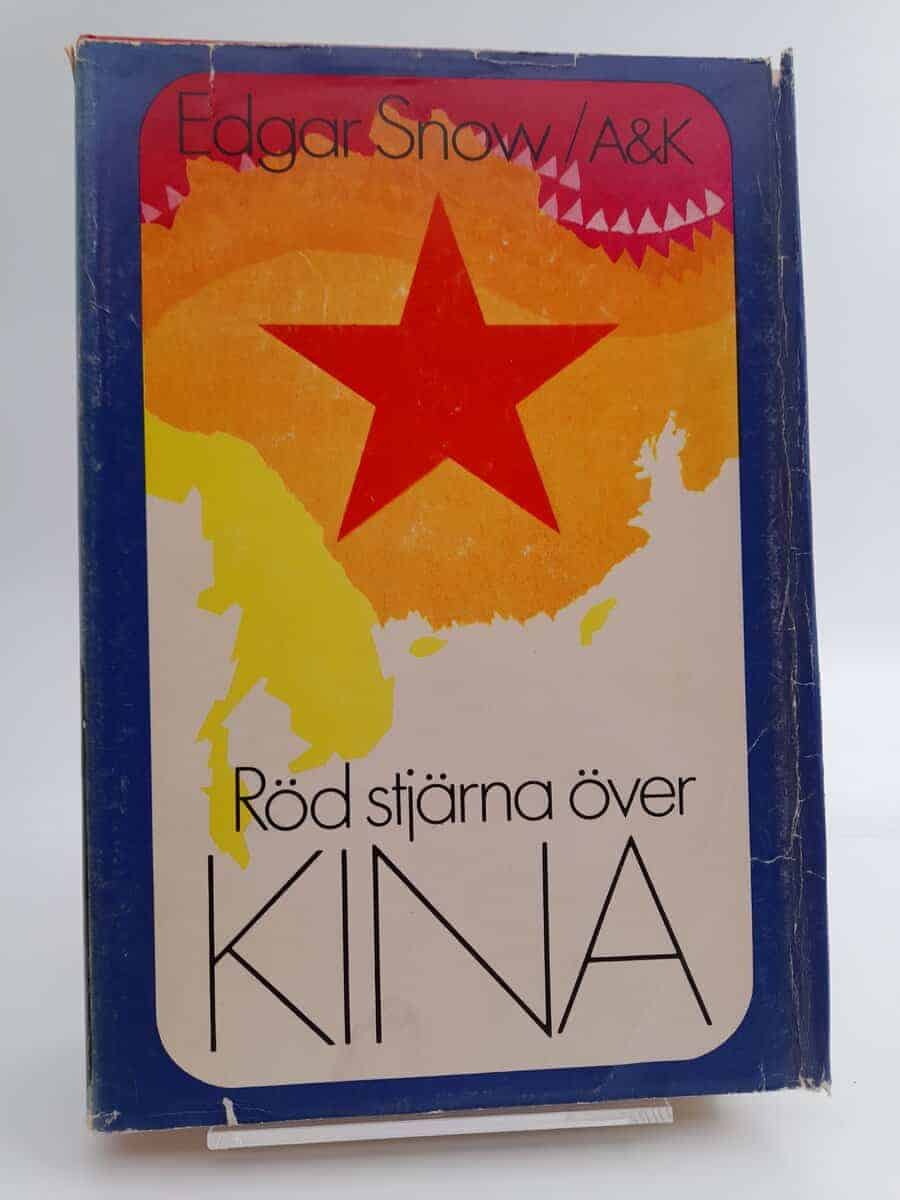 Edgar Snow / A&K
Röd stjärna över
KINA